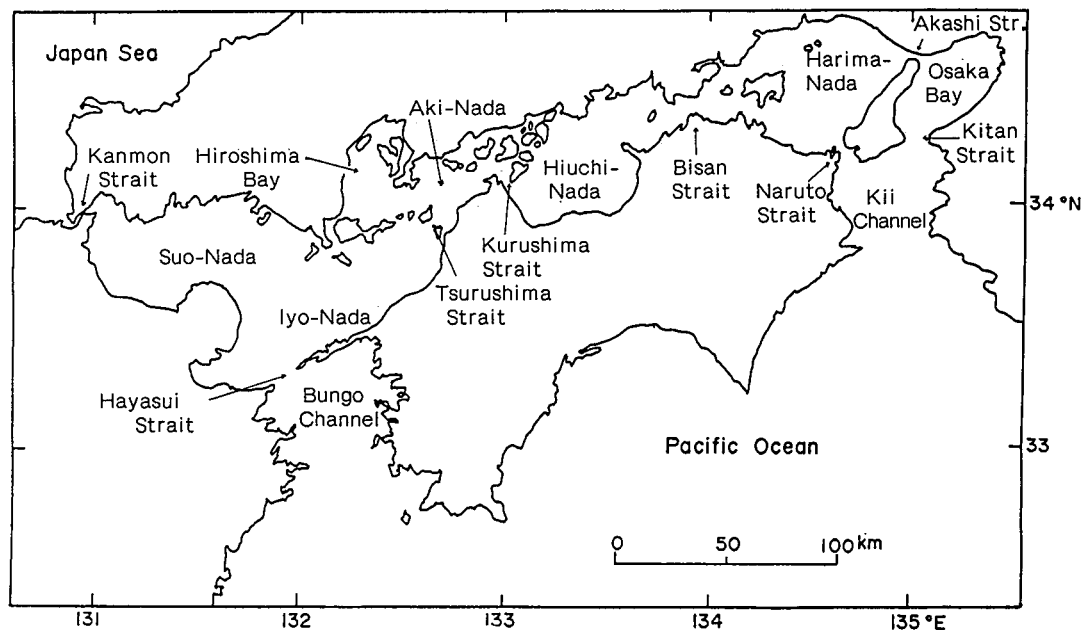 Japan Sea
Akashi Str.
Harima-
Nada
Osaka
Bay
Aki-Nada
Kanmon
Strait
Hiroshima
Bay
Hiuchi-
Nada
Bisan
Strait
Naruto
Strait
Kitan
Strait
Kii
Channel
34°N
Suo-Nada
Kurushima
Strait
Tsurushima
Strait
Iyo-Nada
Hayasui
Strait
Bungo
Channel
Pacific Ocean
33
0 50 100 km
131 132 133 134 135°E